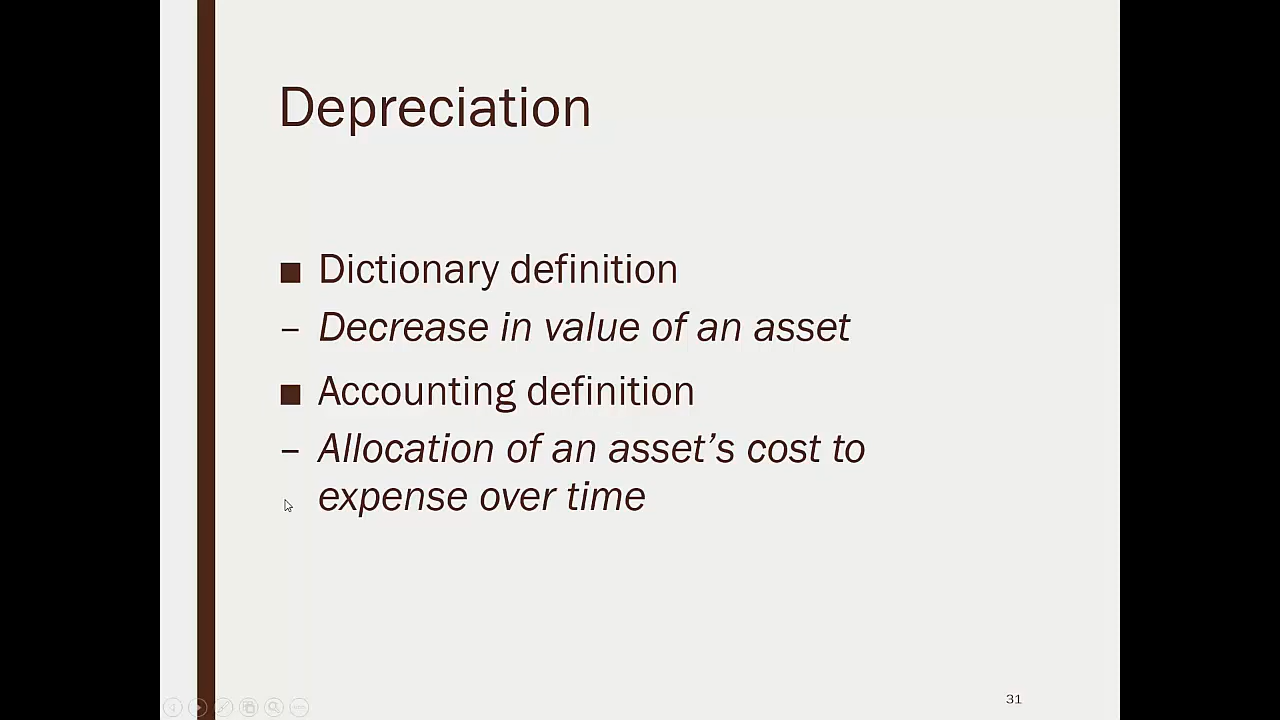 Depreciation
■ Dictionary definition
– Decrease in value of an asset
■ Accounting definition
– Allocation of an asset’s cost to
expense over time
31